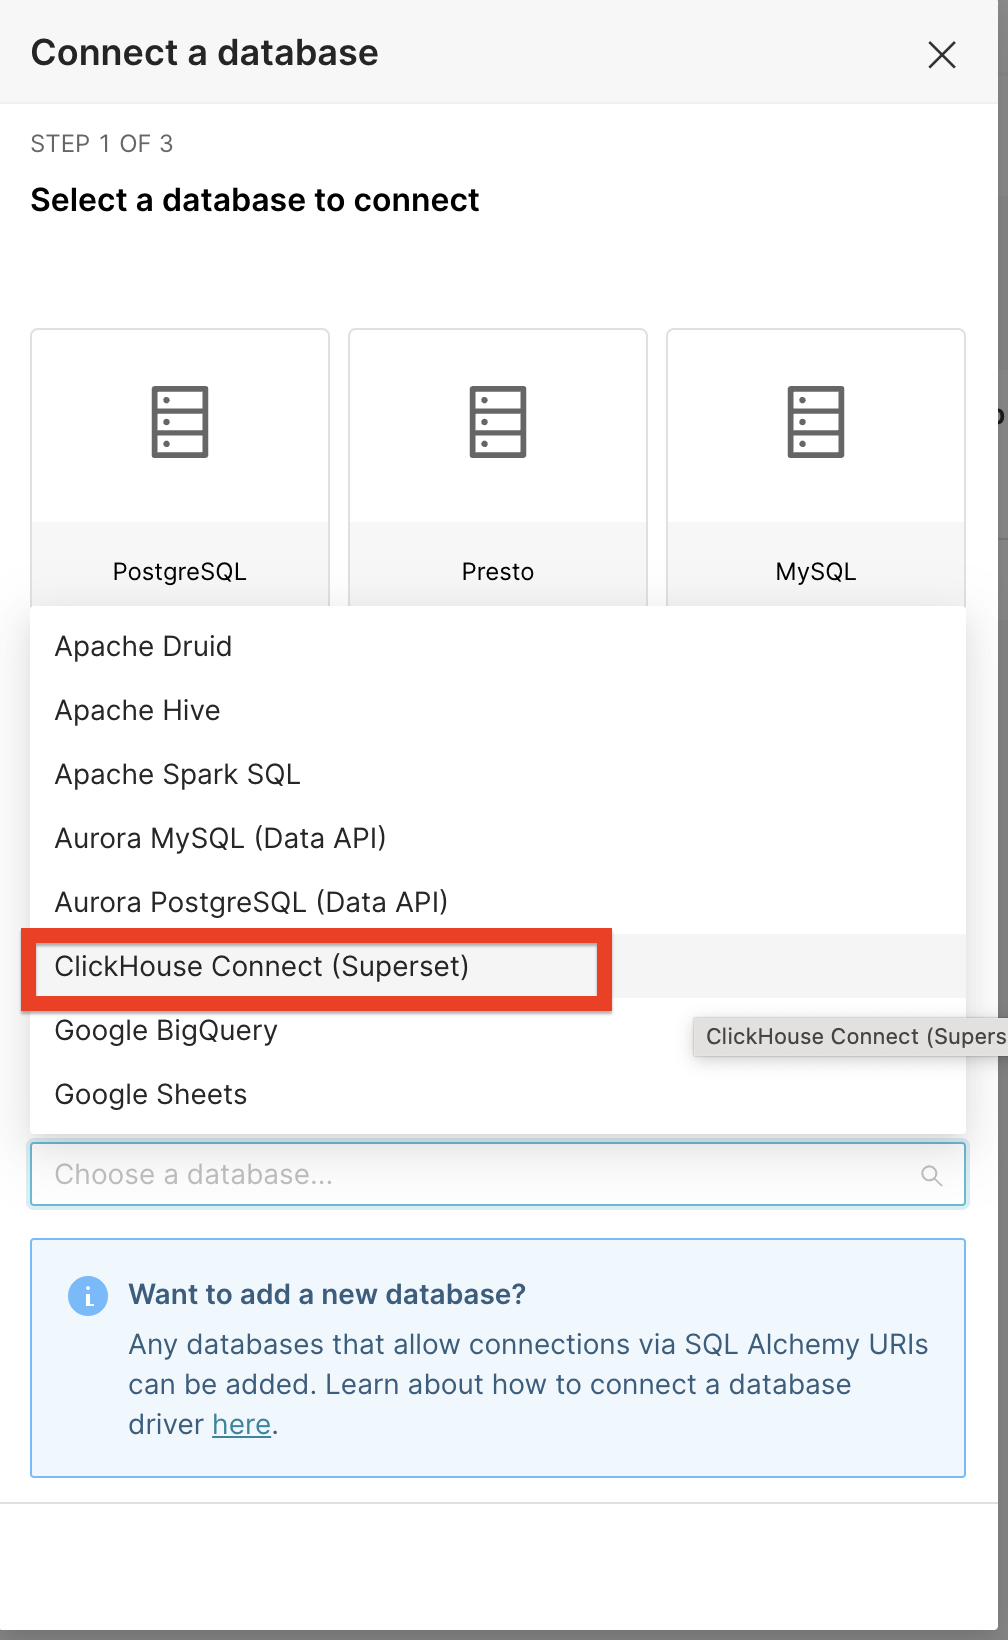 Connect a database
STEP 1 OF 3
Select a database to connect
PostgreSQL
Presto
MySQL
Apache Druid
Apache Hive
Apache Spark SQL
Aurora MySQL (Data API)
Aurora PostgreSQL (Data API)
ClickHouse Connect (Superset)
Google BigQuery
ClickHouse Connect (Supers
Google Sheets
Choose a database...
Want to add a new database?
Any databases that allow connections via SQL Alchemy URIs
can be added. Learn about how to connect a database
driver here.